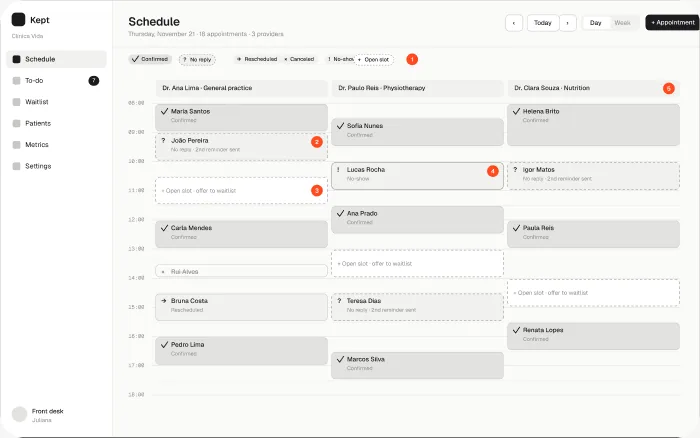 Kept
Clinica Vida
Schedule
To-do
7
Waitlist
Patients
Metrics
Settings
Front desk
Juliana
Schedule
Thursday, November 21 · 16 appointments · 3 providers
‹
Today
›
Day
Week
+ Appointment
✓ Confirmed
? No reply
→ Rescheduled
× Canceled
! No-show
+ Open slot
1
Dr. Ana Lima · General practice
Dr. Paulo Reis · Physiotherapy
Dr. Clara Souza · Nutrition
5
08:00
09:00
10:00
11:00
12:00
13:00
14:00
15:00
16:00
17:00
18:00
✓ Maria Santos
Confirmed
? João Pereira
No reply · 2nd reminder sent
2
+ Open slot · offer to waitlist
3
✓ Carla Mendes
Confirmed
× Rui Alves
→ Bruna Costa
Rescheduled
✓ Pedro Lima
Confirmed
✓ Sofia Nunes
Confirmed
! Lucas Rocha
No-show
4
✓ Ana Prado
Confirmed
+ Open slot · offer to waitlist
? Teresa Dias
No reply · 2nd reminder sent
✓ Marcos Silva
Confirmed
✓ Helena Brito
Confirmed
? Igor Matos
No reply · 2nd reminder sent
✓ Paula Reis
Confirmed
+ Open slot · offer to waitlist
✓ Renata Lopes
Confirmed